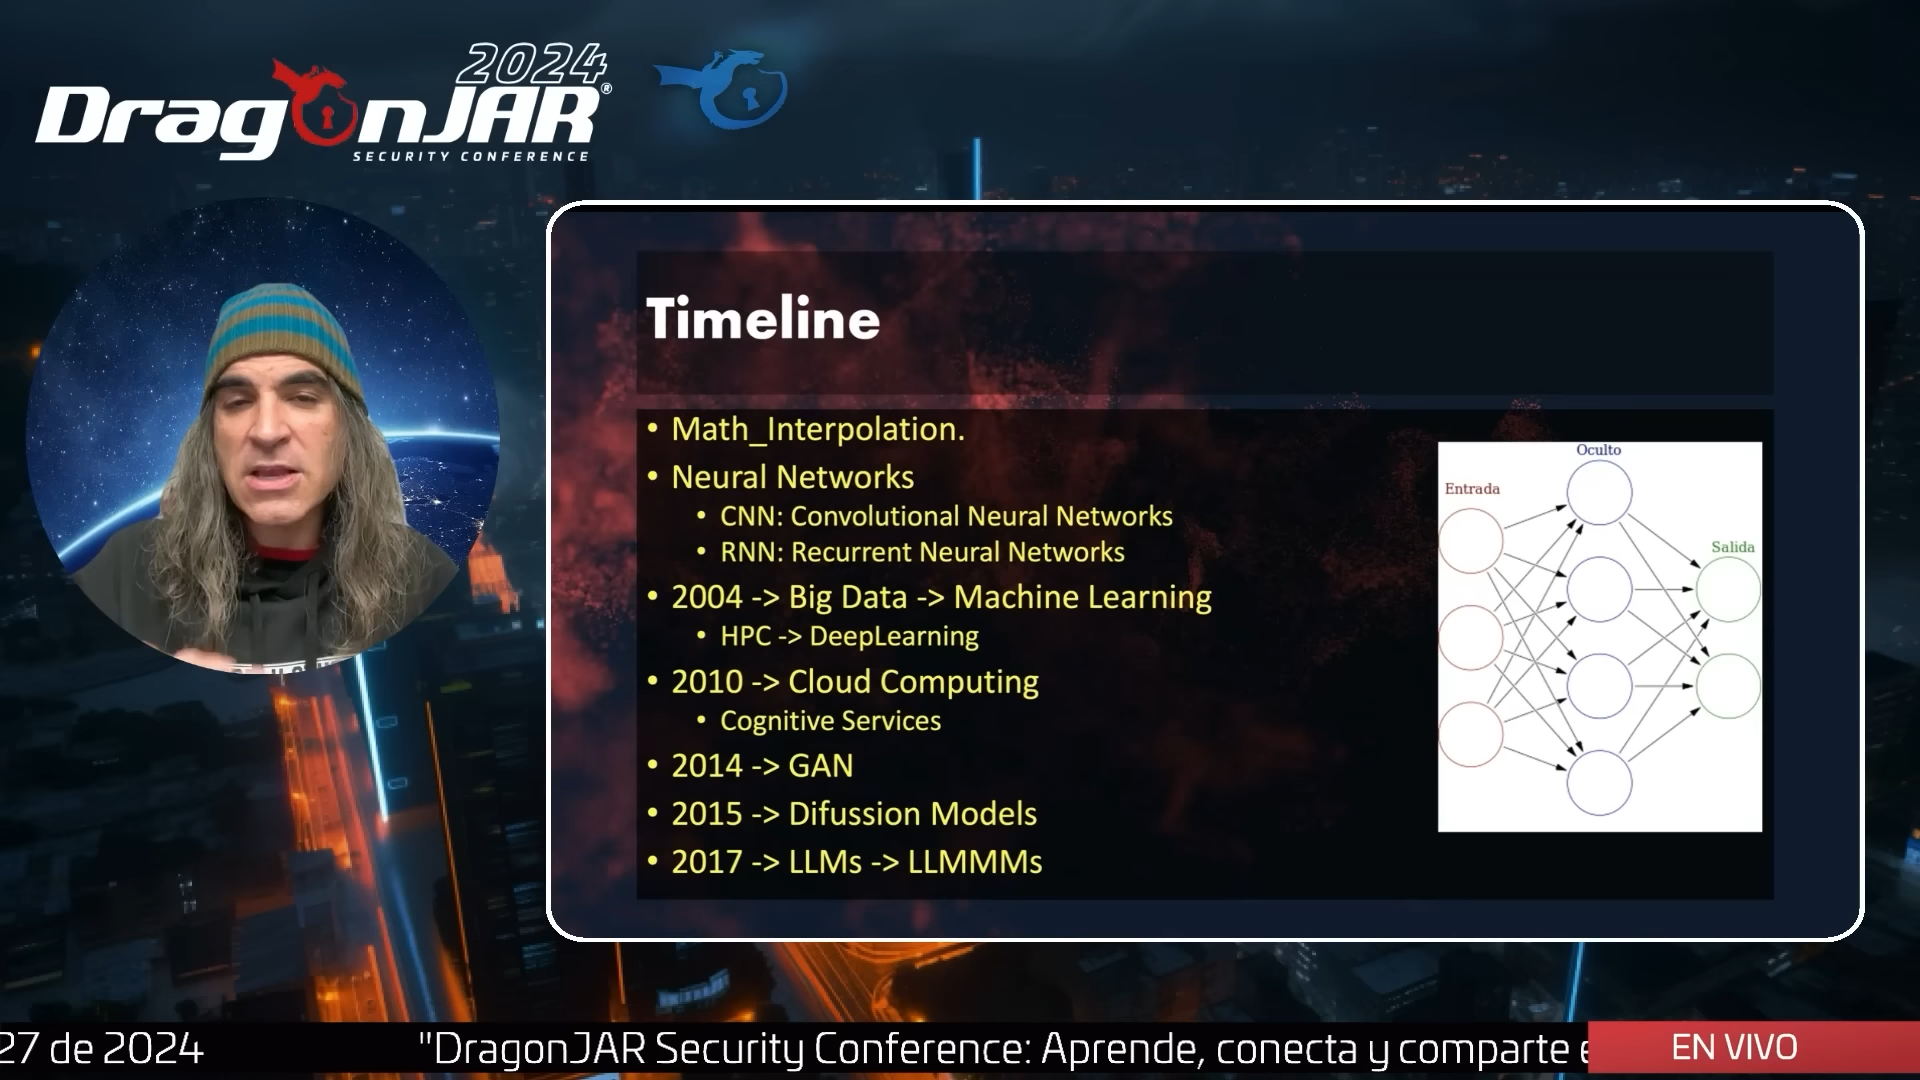 2024
DragonJAR®
SECURITY CONFERENCE
Timeline
• Math_Interpolation.
• Neural Networks
• CNN: Convolutional Neural Networks
• RNN: Recurrent Neural Networks
• 2004 -> Big Data -> Machine Learning
• HPC -> DeepLearning
• 2010 -> Cloud Computing
• Cognitive Services
• 2014 -> GAN
• 2015 -> Difussion Models
• 2017 -> LLMs -> LLMMMs
Oculto
Entrada
Salida
27 de 2024 "DragonJAR Security Conference: Aprende, conecta y comparte
EN VIVO